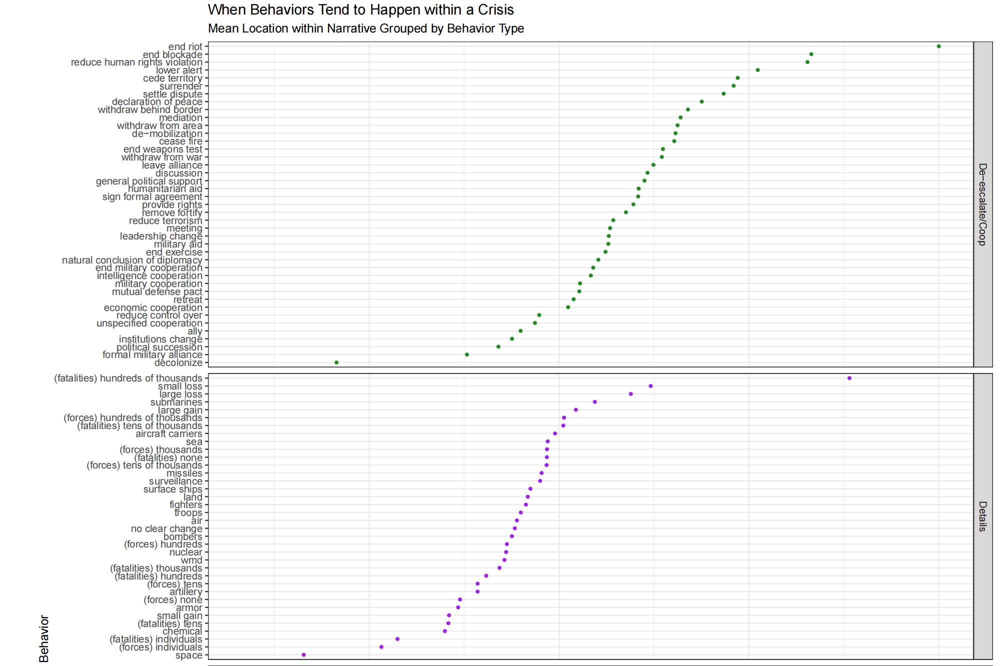 When Behaviors Tend to Happen within a Crisis
Mean Location within Narrative Grouped by Behavior Type
end riot
end blockade
reduce human rights violation
lower alert
cede territory
surrender
settle dispute
declaration of peace
withdraw behind border
mediation
withdraw from area
de−mobilization
cease fire
end weapons test
withdraw from war
leave alliance
discussion
general political support
humanitarian aid
sign formal agreement
provide rights
remove fortify
reduce terrorism
meeting
leadership change
military aid
end exercise
natural conclusion of diplomacy
end military cooperation
intelligence cooperation
military cooperation
mutual defense pact
retreat
economic cooperation
reduce control over
unspecified cooperation
ally
institutions change
political succession
formal military alliance
decolonize
De−escalate/Coop
(fatalities) hundreds of thousands
small loss
large loss
submarines
large gain
(forces) hundreds of thousands
(fatalities) tens of thousands
aircraft carriers
sea
(forces) thousands
(fatalities) none
(forces) tens of thousands
missiles
surveillance
surface ships
land
fighters
troops
air
no clear change
bombers
(forces) hundreds
nuclear
wmd
(fatalities) thousands
(fatalities) hundreds
(forces) tens
artillery
(forces) none
armor
small gain
(fatalities) tens
chemical
(fatalities) individuals
(forces) individuals
space
Details
Behavior